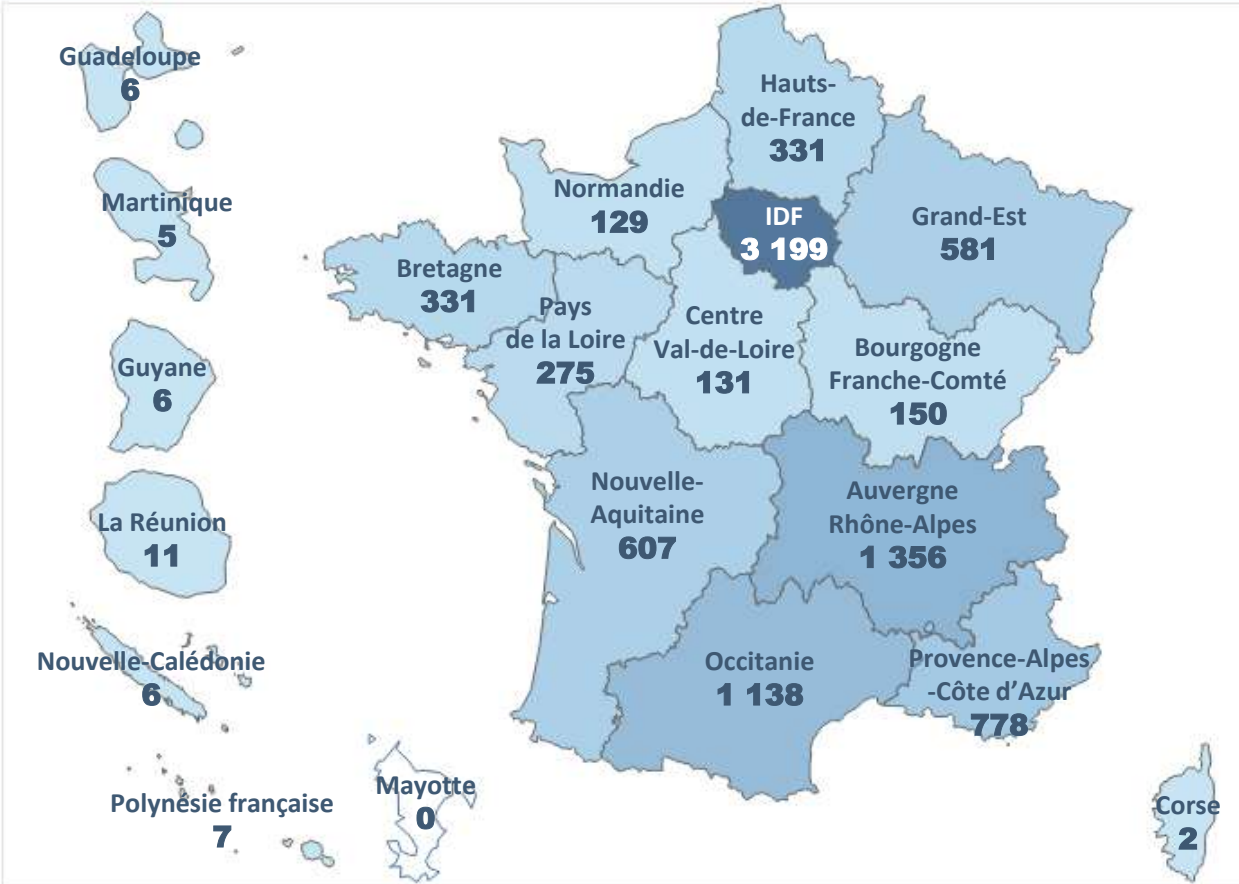 Guadeloupe
6
Martinique
5
Guyane
6
La Réunion
11
Nouvelle-Calédonie
6
Polynésie française
7
Mayotte
0
Hauts-
de-France
331
Normandie
129
IDF
3 199
Grand-Est
581
Bretagne
331
Pays
de la Loire
275
Centre
Val-de-Loire
131
Bourgogne
Franche-Comté
150
Nouvelle-
Aquitaine
607
Auvergne
Rhône-Alpes
1 356
Occitanie
1 138
Provence-Alpes
-Côte d’Azur
778
Corse
2